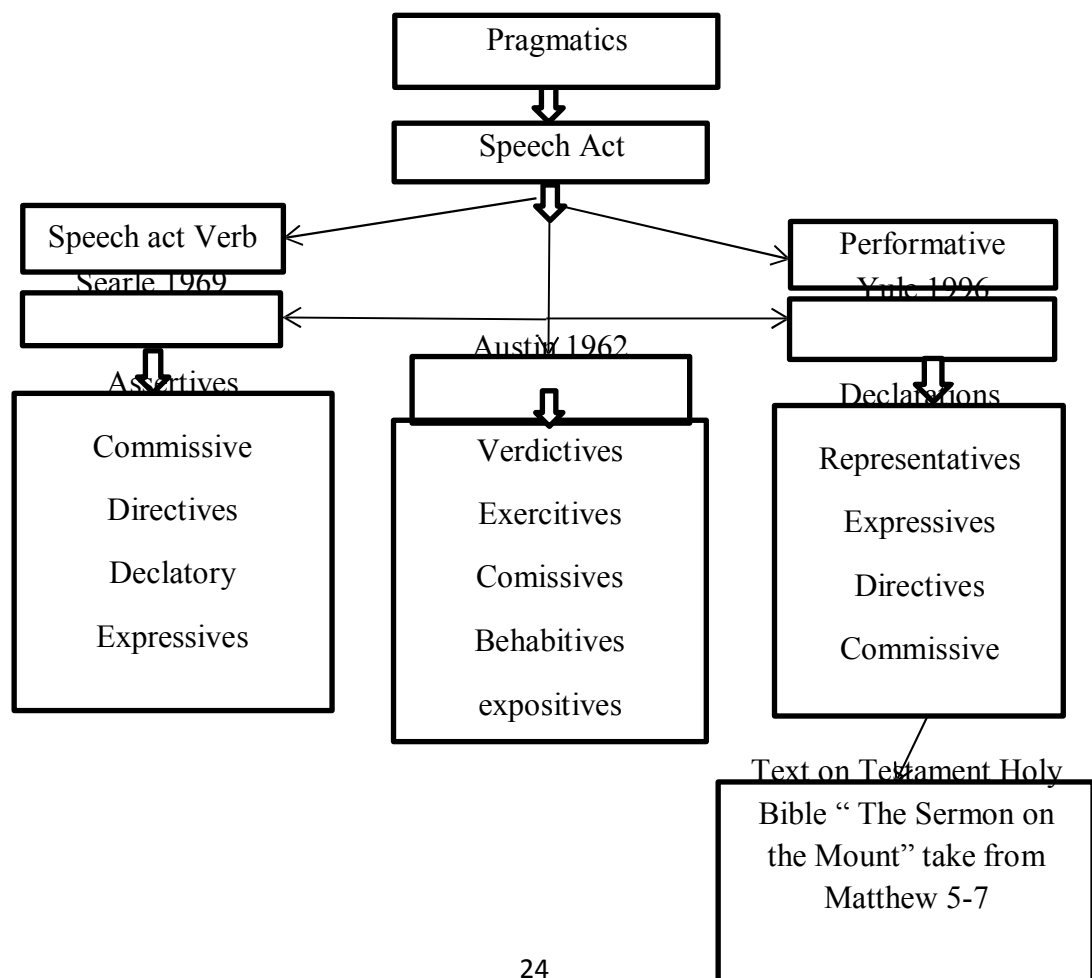 Pragmatics
Speech Act
Speech act Verb
Performative
Searle 1969
Yule 1996
Austin 1962
Assertives
Commissive
Directives
Declatory
Expressives
Verdictives
Exercitives
Comissives
Behabitives
expositives
Declarations
Representatives
Expressives
Directives
Commissive
Text on Testament Holy
Bible “ The Sermon on
the Mount” take from
Matthew 5-7
24